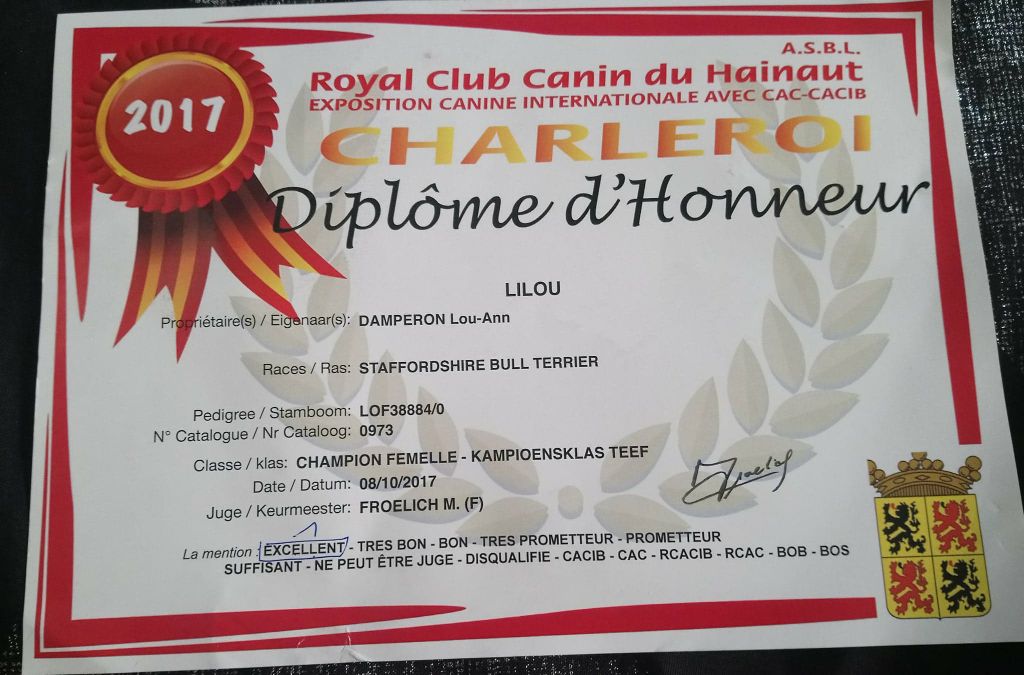 2017
A.S.B.L.
Royal Club Canin du Hainaut
EXPOSITION CANINE INTERNATIONALE AVEC CAC-CACIB
CHARLEROI
Diplôme d'Honneur
LILOU
Propriétaire(s) / Eigenaar(s): DAMPERON Lou-Ann
Races / Ras: STAFFORDSHIRE BULL TERRIER
Pedigree / Stamboom: LOF38884/0
N° Catalogue / Nr Cataloog: 0973
Classe / klas: CHAMPION FEMELLE - KAMPIOENSKLAS TEEF
Date / Datum: 08/10/2017
Juge / Keurmeester: FROELICH M. (F)
La mention : EXCELLENT - TRES BON - BON - TRES PROMETTEUR - PROMETTEUR
SUFFISANT - NE PEUT ÊTRE JUGE - DISQUALIFIE - CACIB - CAC - RCACIB - RCAC - BOB - BOS